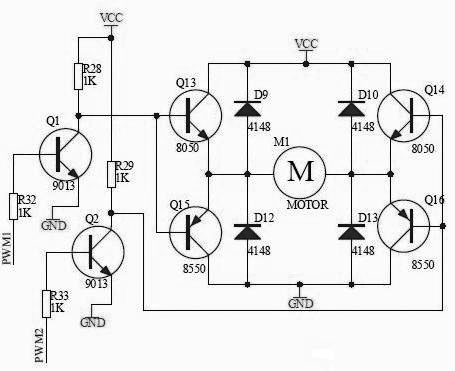 VCC
R28
1K
Q1
9013
R32
1K
GND
PWM1
R29
1K
Q2
9013
R33
1K
GND
PWM2
VCC
Q13
8050
D9
4148
D10
4148
Q14
8050
M1
M
MOTOR
Q15
8550
D12
4148
D13
4148
Q16
8550
GND